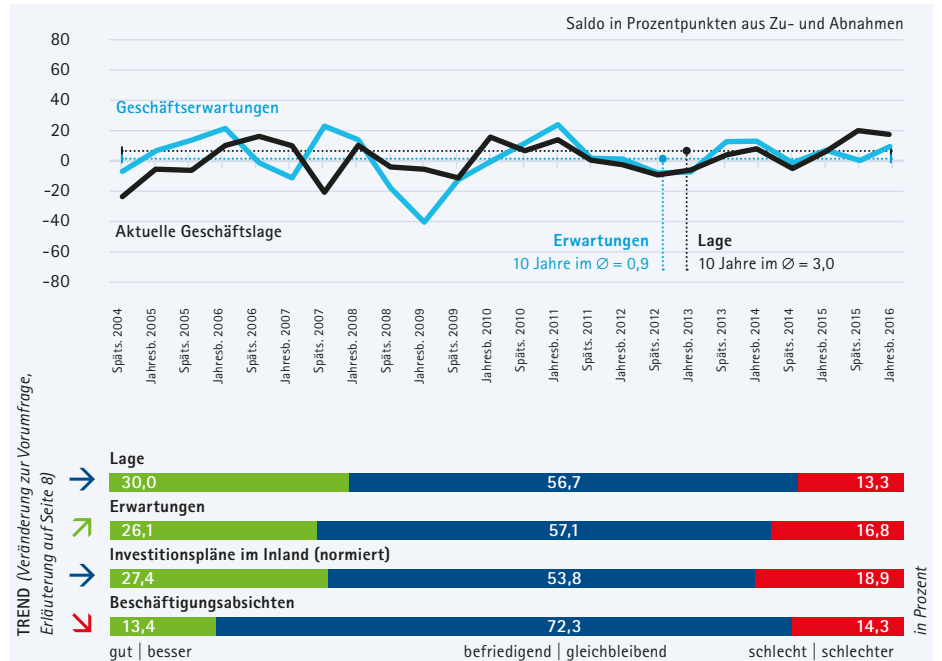 Saldo in Prozentpunkten aus Zu- und Abnahmen
80
60
40
20
0
-20
-40
-60
-80
Geschäftserwartungen
Aktuelle Geschäftslage
Erwartungen
10 Jahre im Ø = 0,9
Lage
10 Jahre im Ø = 3,0
Späts. 2004
Jahresb. 2005
Späts. 2005
Jahresb. 2006
Späts. 2006
Jahresb. 2007
Späts. 2007
Jahresb. 2008
Späts. 2008
Jahresb. 2009
Späts. 2009
Jahresb. 2010
Späts. 2010
Jahresb. 2011
Späts. 2011
Jahresb. 2012
Späts. 2012
Jahresb. 2013
Späts. 2013
Jahresb. 2014
Späts. 2014
Jahresb. 2015
Späts. 2015
Jahresb. 2016
TREND (Veränderung zur Vorumfrage,
Erläuterung auf Seite 8)
Lage
30,0 56,7 13,3
Erwartungen
26,1 57,1 16,8
Investitionspläne im Inland (normiert)
27,4 53,8 18,9
Beschäftigungsabsichten
13,4 72,3 14,3
gut | besser befriedigend | gleichbleibend schlecht | schlechter
in Prozent